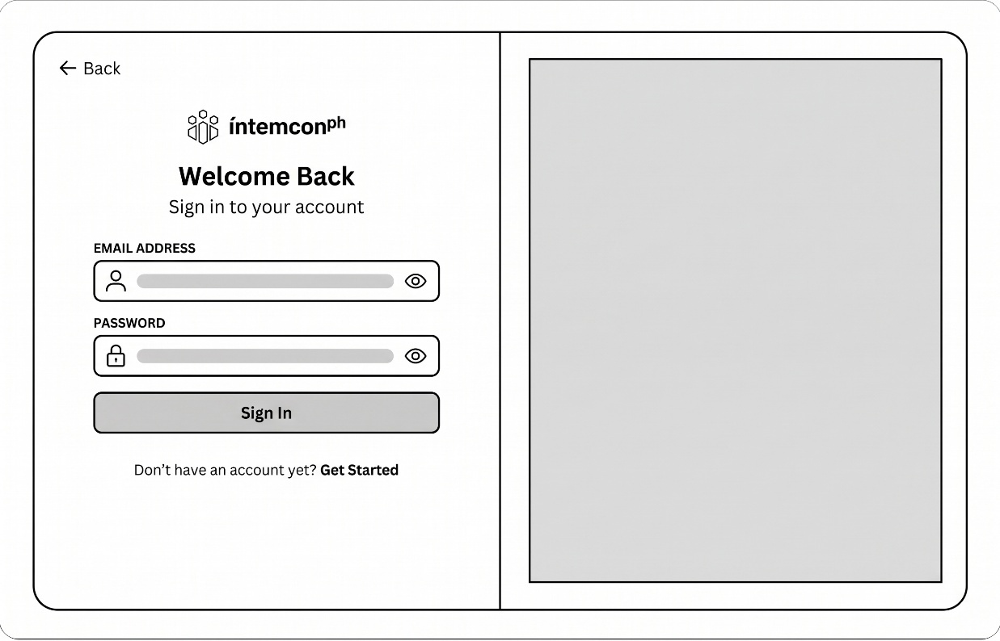 ← Back
íntemconᵖʰ
Welcome Back
Sign in to your account
EMAIL ADDRESS
PASSWORD
Sign In
Don’t have an account yet? Get Started